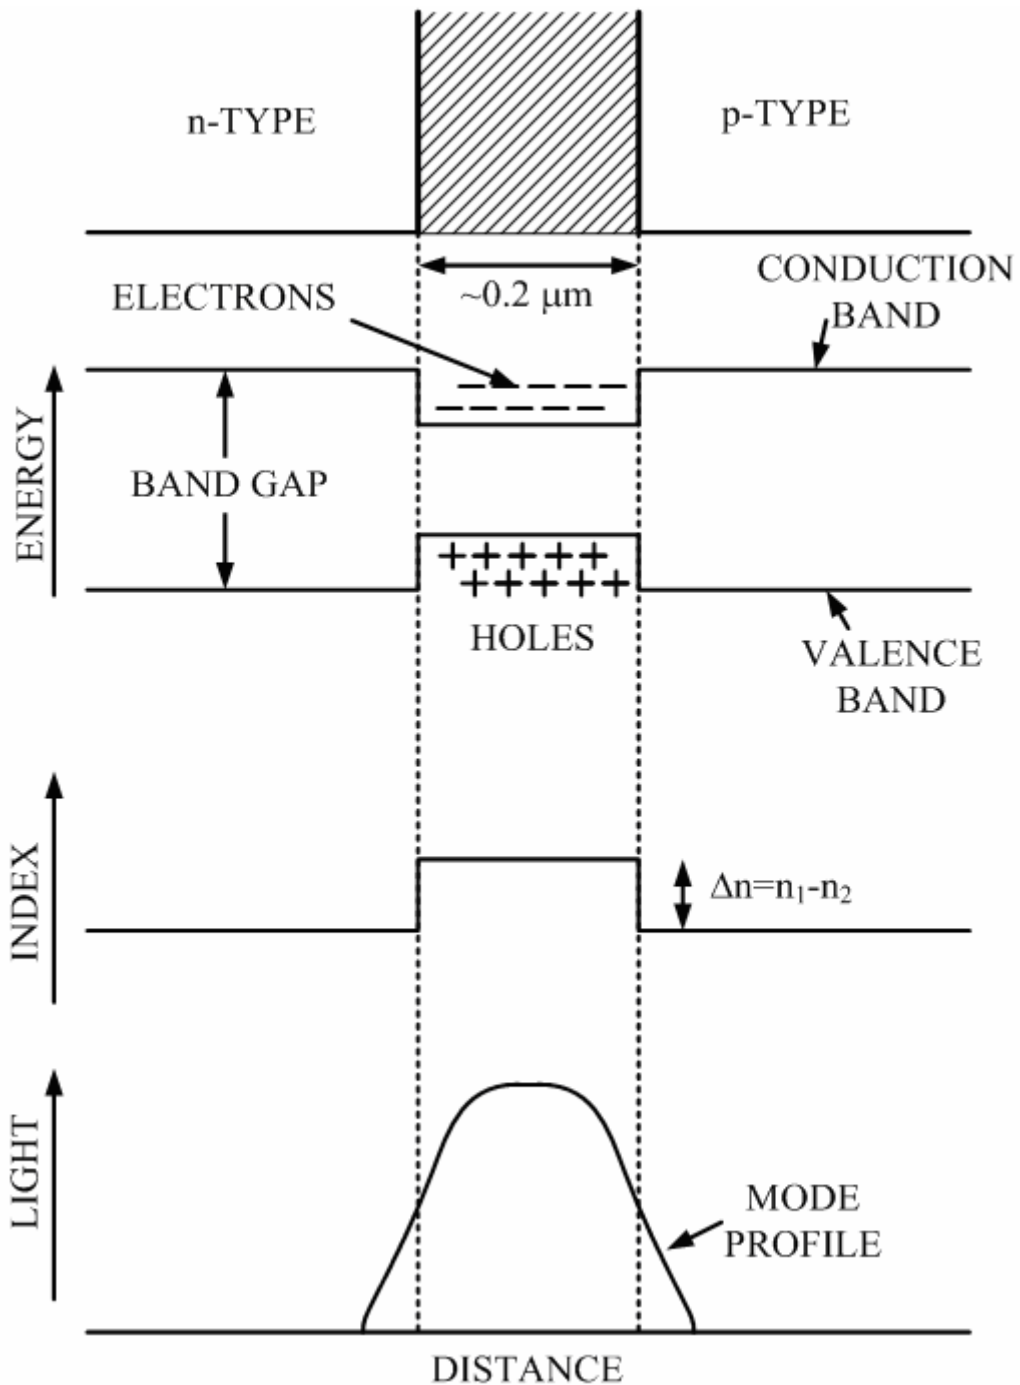 n-TYPE
p-TYPE
~0.2 μm
ELECTRONS
CONDUCTION
BAND
ENERGY
BAND GAP
HOLES
VALENCE
BAND
INDEX
Δn=n₁-n₂
LIGHT
MODE
PROFILE
DISTANCE